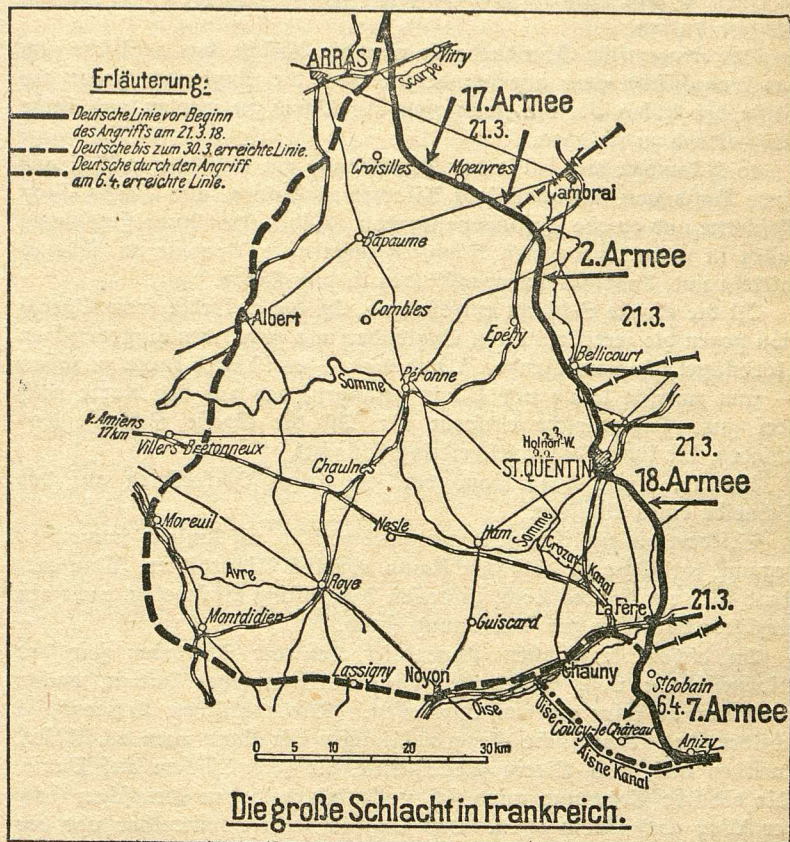 ARRAS
Vitry
Scarpe
Erläuterung:
Deutsche Linie vor Beginn
des Angriffs am 21.3.18.
Deutsche bis zum 30.3. erreichte Linie.
Deutsche durch den Angriff
am 6.4. erreichte Linie.
17. Armee
21.3.
Croisilles
Moeuvres
Cambrai
Bapaume
2. Armee
Albert
Combles
Epéhy
21.3.
Bellicourt
Somme
Péronne
n. Amiens
17 km
Villers-Bretonneux
Holnon-W.
21.3.
Chaulnes
ST. QUENTIN
18. Armee
Moreuil
Nesle
Ham
Somme
Crozat
Kanal
Avre
Roye
La Fère
21.3.
Montdidier
Guiscard
Lassigny
Noyon
Chauny
St Gobain
Oise
Oise
6.4. 7. Armee
Coucy-le-Château
Anizy
Aisne Kanal
0 5 10 20 30 km
Die große Schlacht in Frankreich.